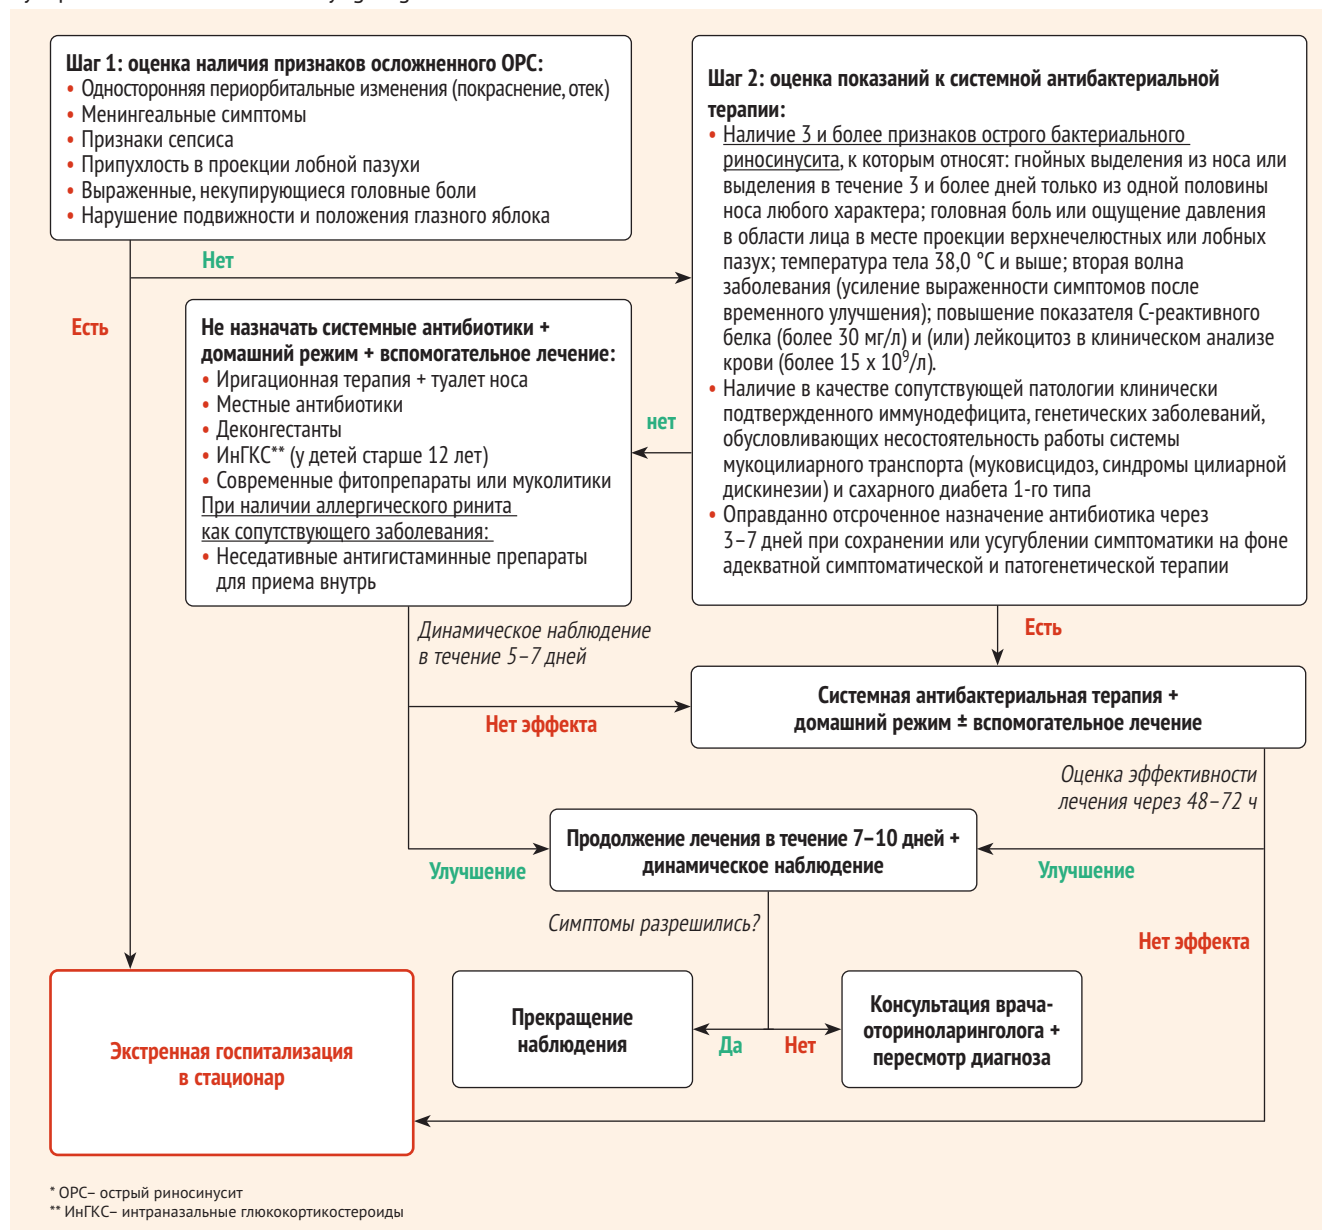 Шаг 1: оценка наличия признаков осложненного ОРС:
• Односторонняя периорбитальные изменения (покраснение, отек)
• Менингеальные симптомы
• Признаки сепсиса
• Припухлость в проекции лобной пазухи
• Выраженные, некупирующиеся головные боли
• Нарушение подвижности и положения глазного яблока
Шаг 2: оценка показаний к системной антибактериальной
терапии:
• Наличие 3 и более признаков острого бактериального
риносинусита, к которым относят: гнойных выделения из носа или
выделения в течение 3 и более дней только из одной половины
носа любого характера; головная боль или ощущение давления
в области лица в месте проекции верхнечелюстных или лобных
пазух; температура тела 38,0 °С и выше; вторая волна
заболевания (усиление выраженности симптомов после
временного улучшения); повышение показателя С-реактивного
белка (более 30 мг/л) и (или) лейкоцитоз в клиническом анализе
крови (более 15 х 10⁹/л).
• Наличие в качестве сопутствующей патологии клинически
подтвержденного иммунодефицита, генетических заболеваний,
обусловливающих несостоятельность работы системы
мукоцилиарного транспорта (муковисцидоз, синдромы цилиарной
дискинезии) и сахарного диабета 1-го типа
• Оправданно отсроченное назначение антибиотика через
3–7 дней при сохранении или усугублении симптоматики на фоне
адекватной симптоматической и патогенетической терапии
Нет
Есть
Не назначать системные антибиотики +
домашний режим + вспомогательное лечение:
• Иригационная терапия + туалет носа
• Местные антибиотики
• Деконгестанты
• ИнГКС** (у детей старше 12 лет)
• Современные фитопрепараты или муколитики
При наличии аллергического ринита
как сопутствующего заболевания:
• Неседативные антигистаминные препараты
для приема внутрь
нет
Динамическое наблюдение
в течение 5–7 дней
Есть
Системная антибактериальная терапия +
домашний режим ± вспомогательное лечение
Нет эффекта
Оценка эффективности
лечения через 48–72 ч
Продолжение лечения в течение 7–10 дней +
динамическое наблюдение
Улучшение
Улучшение
Симптомы разрешились?
Нет эффекта
Экстренная госпитализация
в стационар
Прекращение
наблюдения
Да
Нет
Консультация врача-
оториноларинголога +
пересмотр диагноза
* ОРС– острый риносинусит
** ИнГКС– интраназальные глюкокортикостероиды